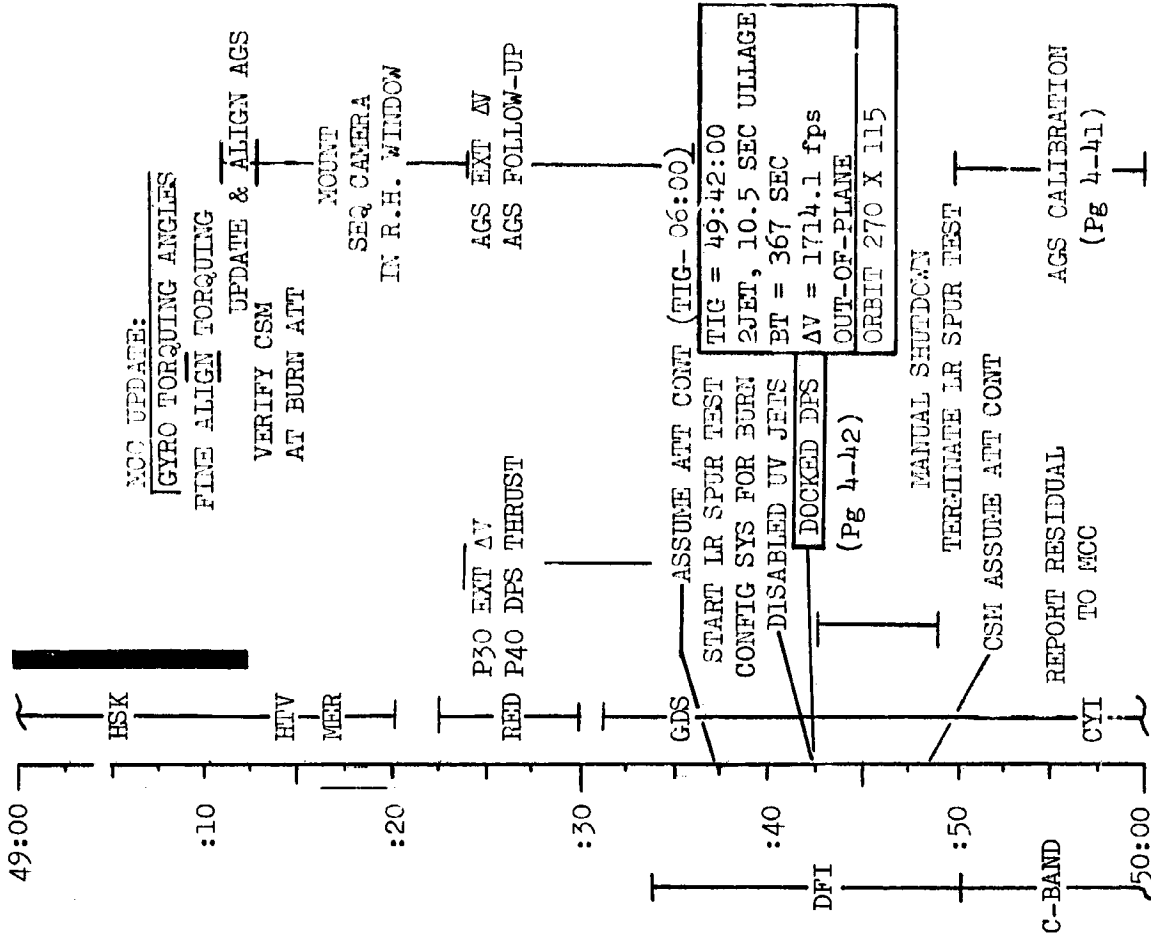 49:00
:10
:20
:30
:40
:50
50:00
DFI
C-BAND
HSK
HTV
MER
RED
GDS
CYI
MCC UPDATE:
GYRO TORQUING ANGLES
FINE ALIGN TORQUING
UPDATE & ALIGN AGS
VERIFY CSM
AT BURN ATT
MOUNT
SEQ CAMERA
IN R.H. WINDOW
P30 EXT ΔV
P40 DPS THRUST
AGS EXT ΔV
AGS FOLLOW-UP
ASSUME ATT CONT (TIG- 06:00)
START LR SPUR TEST
CONFIG SYS FOR BURN
DISABLED UV JETS
DOCKED DPS
(Pg 4-42)
TIG = 49:42:00
2JET, 10.5 SEC ULLAGE
BT = 367 SEC
ΔV = 1714.1 fps
OUT-OF-PLANE
ORBIT 270 X 115
MANUAL SHUTDOWN
TERMINATE LR SPUR TEST
CSM ASSUME ATT CONT
REPORT RESIDUAL
TO MCC
AGS CALIBRATION
(Pg 4-41)